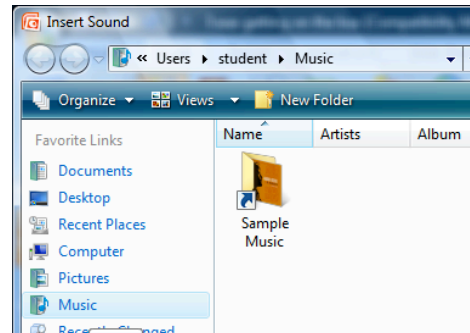 Insert Sound
« Users ▸ student ▸ Music
Organize Views New Folder
Favorite Links
Name Artists Album
Documents
Desktop
Recent Places
Computer
Pictures
Music
Sample
Music